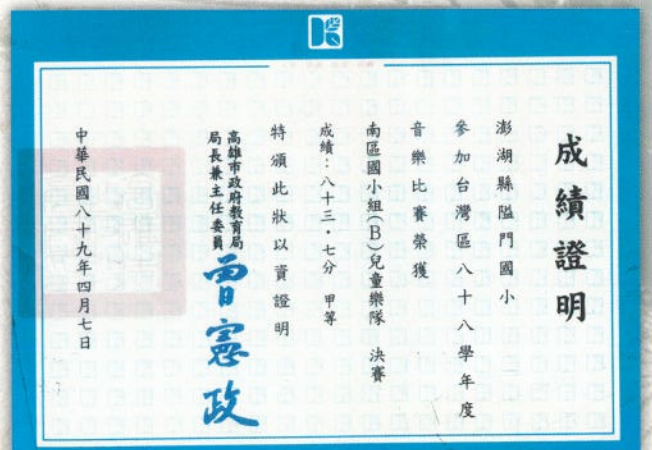 成績證明
澎湖縣隘門國小
參加台灣區八十八學年度
音樂比賽榮獲
南區國小組(B)兒童樂隊 決賽
成績:八十三·七分 甲等
特頒此狀以資證明
高雄市政府教育局
局長兼主任委員
曾憲政
中華民國八十九年四月七日